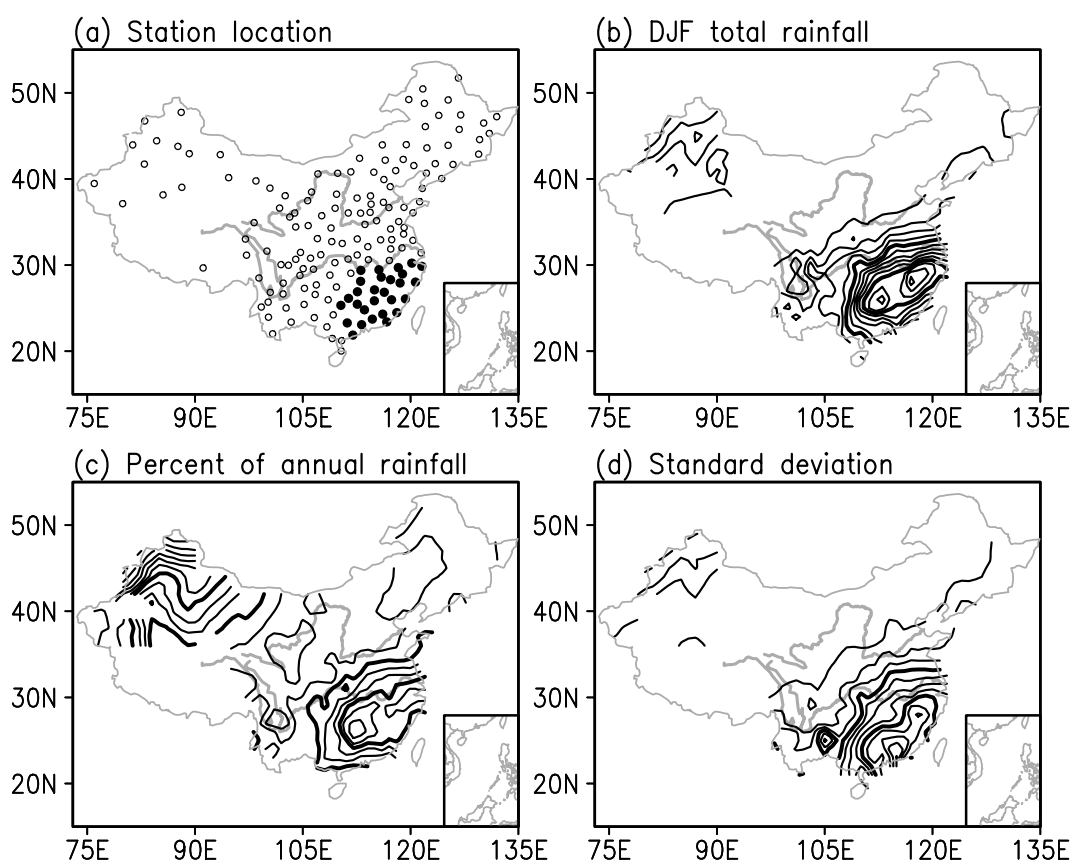 (a) Station location
50N
40N
30N
20N
75E 90E 105E 120E 135E
(b) DJF total rainfall
50N
40N
30N
20N
75E 90E 105E 120E 135E
(c) Percent of annual rainfall
50N
40N
30N
20N
75E 90E 105E 120E 135E
(d) Standard deviation
50N
40N
30N
20N
75E 90E 105E 120E 135E